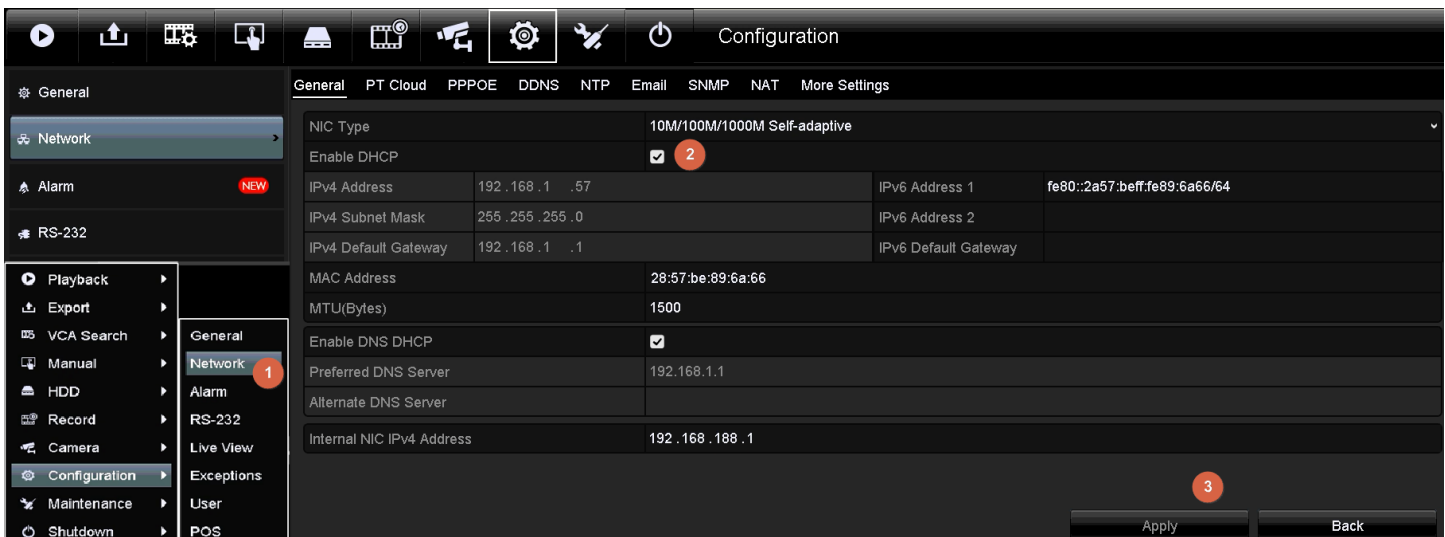 Configuration
General
Network
Alarm NEW
RS-232
General PT Cloud PPPOE DDNS NTP Email SNMP NAT More Settings
NIC Type 10M/100M/1000M Self-adaptive
Enable DHCP 2
IPv4 Address 192 .168 .1 .57 IPv6 Address 1 fe80::2a57:beff:fe89:6a66/64
IPv4 Subnet Mask 255 .255 .255 .0 IPv6 Address 2
IPv4 Default Gateway 192 .168 .1 .1 IPv6 Default Gateway
MAC Address 28:57:be:89:6a:66
MTU(Bytes) 1500
Enable DNS DHCP
Preferred DNS Server 192.168.1.1
Alternate DNS Server
Internal NIC IPv4 Address 192 .168 .188 .1
3
Apply Back
Playback
Export
VCA Search
Manual
HDD
Record
Camera
Configuration
Maintenance
Shutdown
General
Network 1
Alarm
RS-232
Live View
Exceptions
User
POS